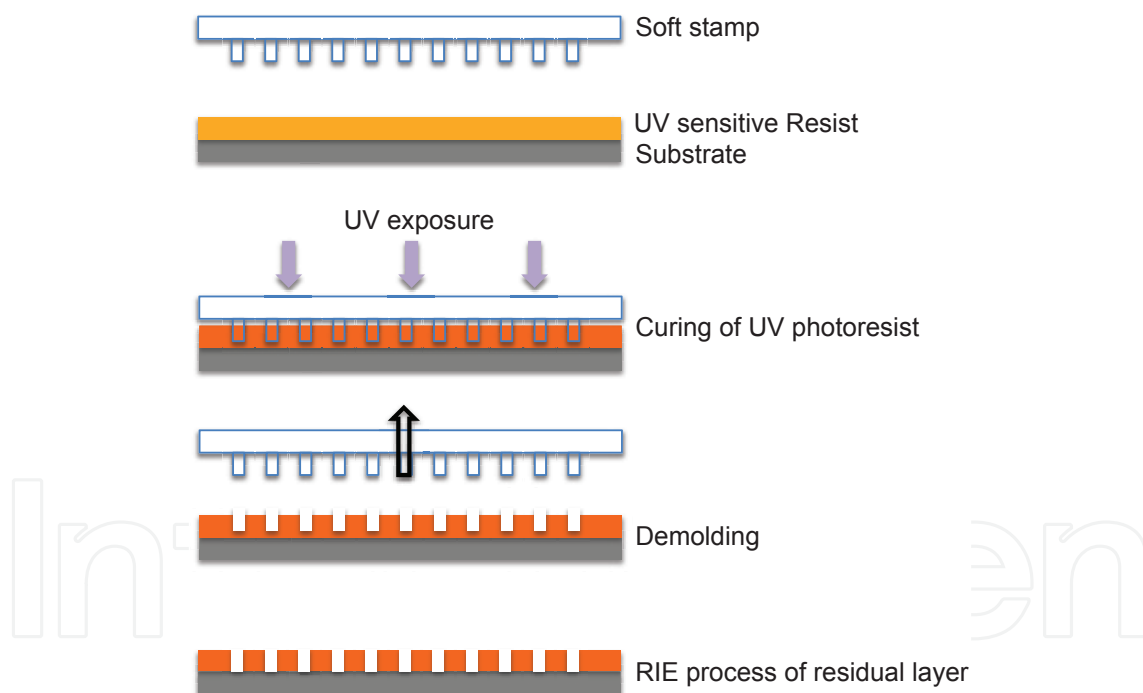 Soft stamp
UV sensitive Resist
Substrate
UV exposure
Curing of UV photoresist
Demolding
RIE process of residual layer